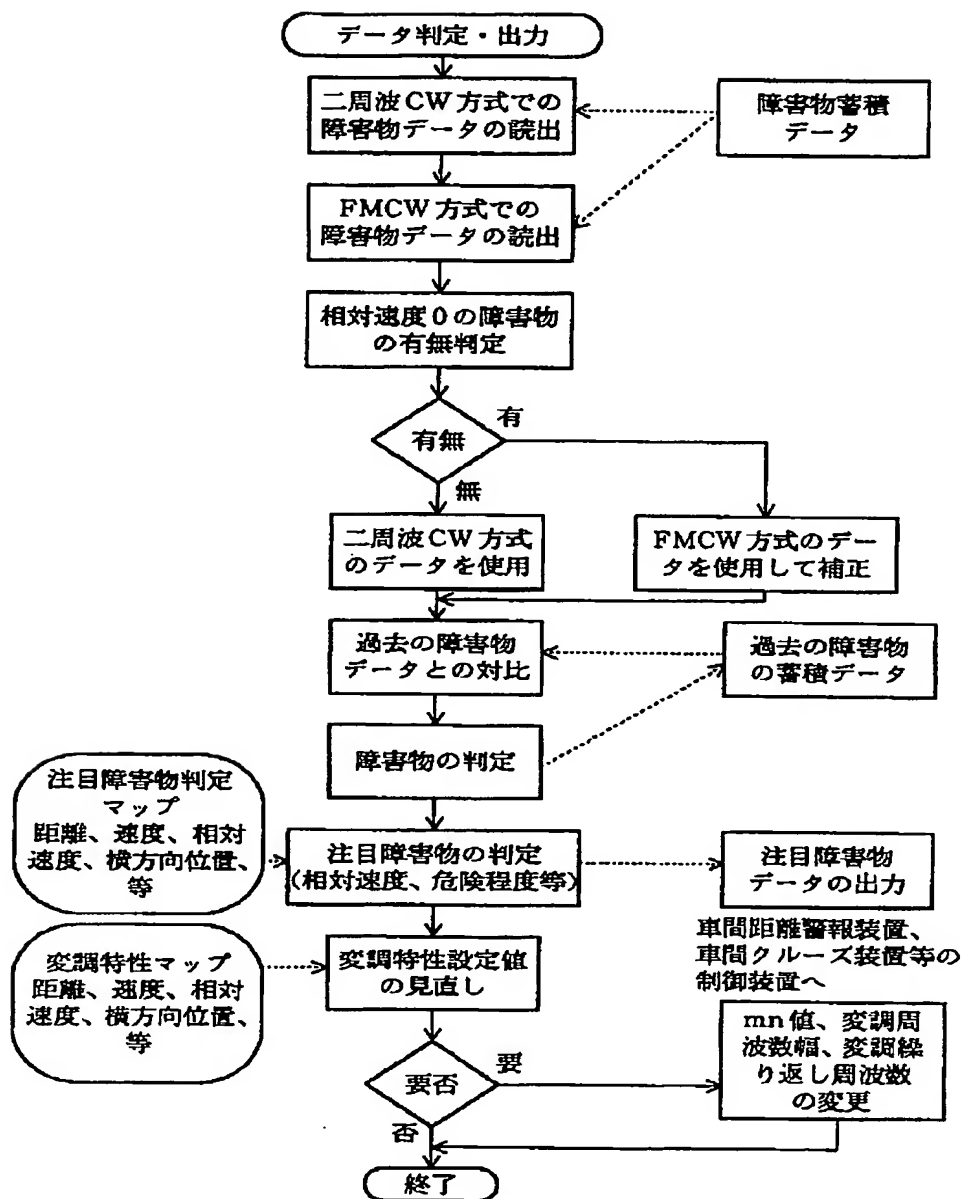 データ判定・出力
二周波CW方式での
障害物データの読出
障害物蓄積
データ
FMCW方式での
障害物データの読出
相対速度0の障害物
の有無判定
有無
有
無
二周波CW方式
のデータを使用
FMCW方式のデー
タを使用して補正
過去の障害物
データとの対比
過去の障害物
の蓄積データ
障害物の判定
注目障害物判定
マップ
距離、速度、相対
速度、横方向位置、
等
注目障害物の判定
(相対速度、危険程度等)
注目障害物
データの出力
車間距離警報装置、
車間クルーズ装置等の
制御装置へ
変調特性マップ
距離、速度、相対
速度、横方向位置、
等
変調特性設定値
の見直し
要否
要
否
mn値、変調周
波数幅、変調繰
り返し周波数
の変更
終了